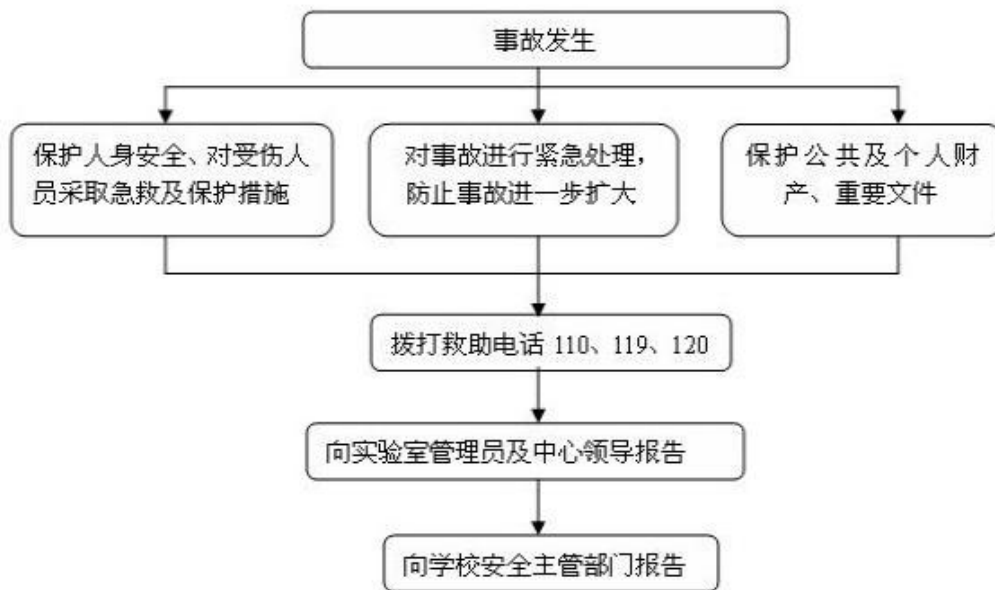 事故发生
保护人身安全、对受伤人
员采取急救及保护措施
对事故进行紧急处理，
防止事故进一步扩大
保护公共及个人财
产、重要文件
拨打救助电话 110、119、120
向实验室管理员及中心领导报告
向学校安全主管部门报告